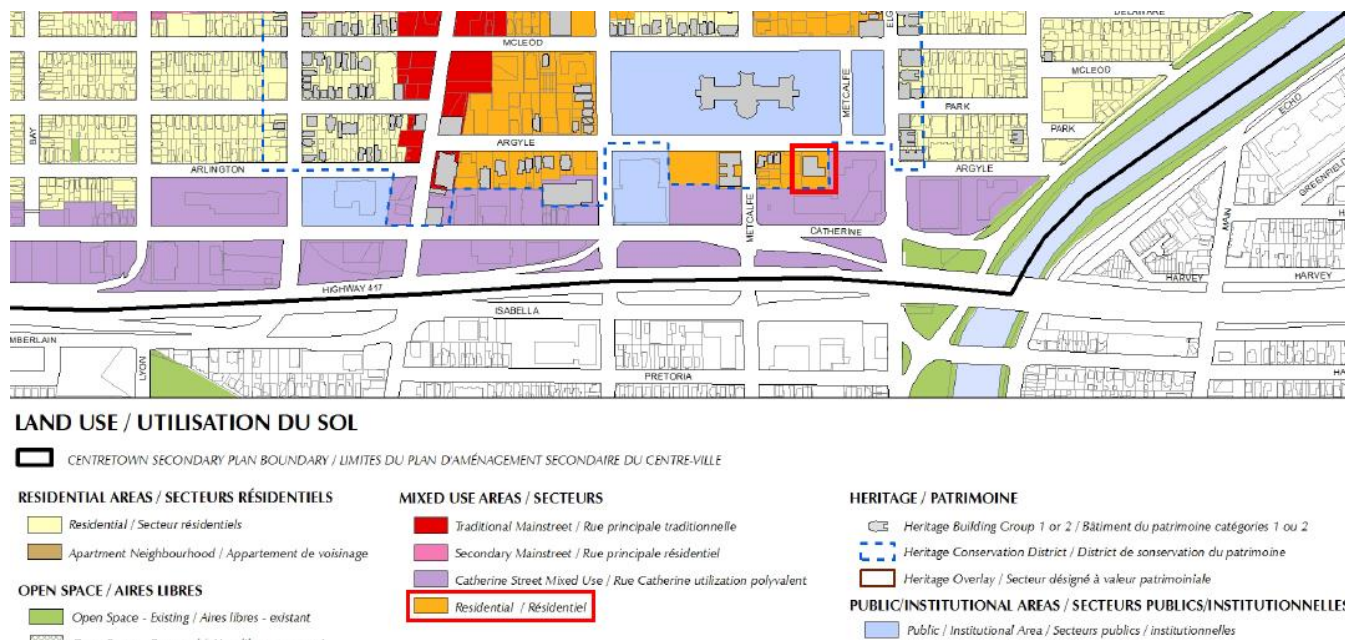 DELAWARE
ELG
MCLEOD
METCALFE
MCLEOD
ECHO
PARK
PARK
BAY
ARGYLE
ARLINGTON
ARGYLE
GREENFIELD
MAIN
METCALFE
CATHERINE
HARVEY
HARVEY
HIGHWAY 417
ISABELLA
MBERLAIN
LYON
PRETORIA
HA
LAND USE / UTILISATION DU SOL
CENTRETOWN SECONDARY PLAN BOUNDARY / LIMITES DU PLAN D'AMÉNAGEMENT SECONDAIRE DU CENTRE-VILLE
RESIDENTIAL AREAS / SECTEURS RÉSIDENTIELS
Residential / Secteur résidentiels
Apartment Neighbourhood / Appartement de voisinage
OPEN SPACE / AIRES LIBRES
Open Space - Existing / Aires libres - existant
MIXED USE AREAS / SECTEURS
Traditional Mainstreet / Rue principale traditionnelle
Secondary Mainstreet / Rue principale résidentiel
Catherine Street Mixed Use / Rue Catherine utilization polyvalent
Residential / Résidentiel
HERITAGE / PATRIMOINE
Heritage Building Group 1 or 2 / Bâtiment du patrimoine catégories 1 ou 2
Heritage Conservation District / District de sonservation du patrimoine
Heritage Overlay / Secteur désigné à valeur patrimoiniale
PUBLIC/INSTITUTIONAL AREAS / SECTEURS PUBLICS/INSTITUTIONNELLES
Public / Institutional Area / Secteurs publics / institutionnelles